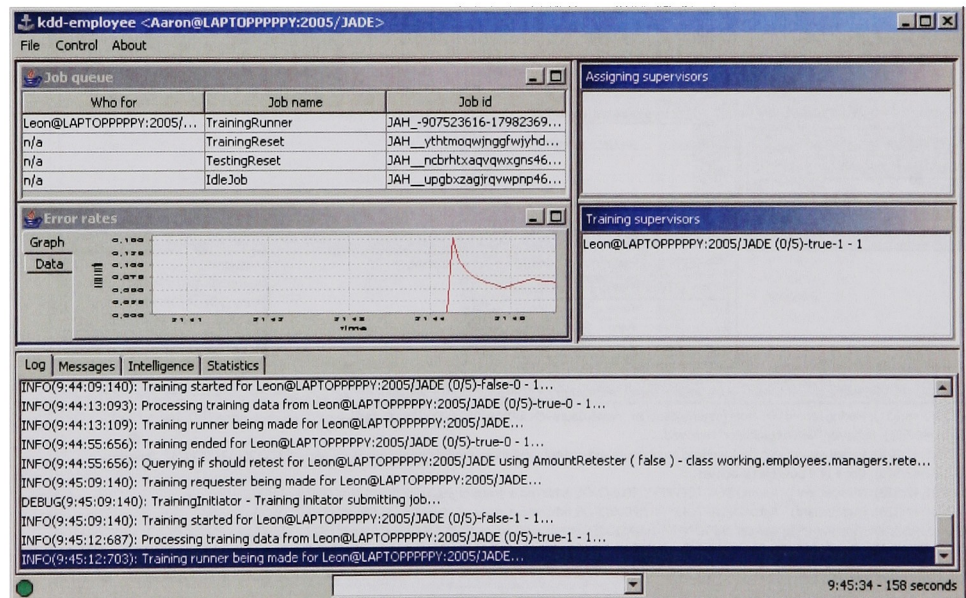 kdd-employee <Aaron@LAPTOPPPPPY:2005/JADE>
File Control About
Job queue
Who for Job name Job id
Leon@LAPTOPPPPPY:2005/... TrainingRunner JAH_-907523616-17982369...
n/a TrainingReset JAH__ythtmoqwjnggfwjyhd...
n/a TestingReset JAH__ncbrhtxaqvqwxgns46...
n/a IdleJob JAH__upgbxzagjrqvwpnp46...
Assigning supervisors
Error rates
Graph
Data
Time
Training supervisors
Leon@LAPTOPPPPPY:2005/JADE (0/5)-true-1 - 1
Log Messages Intelligence Statistics
INFO(9:44:09:140): Training started for Leon@LAPTOPPPPPY:2005/JADE (0/5)-false-0 - 1...
INFO(9:44:13:093): Processing training data from Leon@LAPTOPPPPPY:2005/JADE (0/5)-true-0 - 1...
INFO(9:44:13:109): Training runner being made for Leon@LAPTOPPPPPY:2005/JADE...
INFO(9:44:55:656): Training ended for Leon@LAPTOPPPPPY:2005/JADE (0/5)-true-0 - 1...
INFO(9:44:55:656): Querying if should retest for Leon@LAPTOPPPPPY:2005/JADE using AmountRetester ( false ) - class working.employees.managers.rete...
INFO(9:45:09:140): Training requester being made for Leon@LAPTOPPPPPY:2005/JADE...
DEBUG(9:45:09:140): TrainingInitiator - Training initator submitting job...
INFO(9:45:09:140): Training started for Leon@LAPTOPPPPPY:2005/JADE (0/5)-false-1 - 1...
INFO(9:45:12:687): Processing training data from Leon@LAPTOPPPPPY:2005/JADE (0/5)-true-1 - 1...
INFO(9:45:12:703): Training runner being made for Leon@LAPTOPPPPPY:2005/JADE...
9:45:34 - 158 seconds